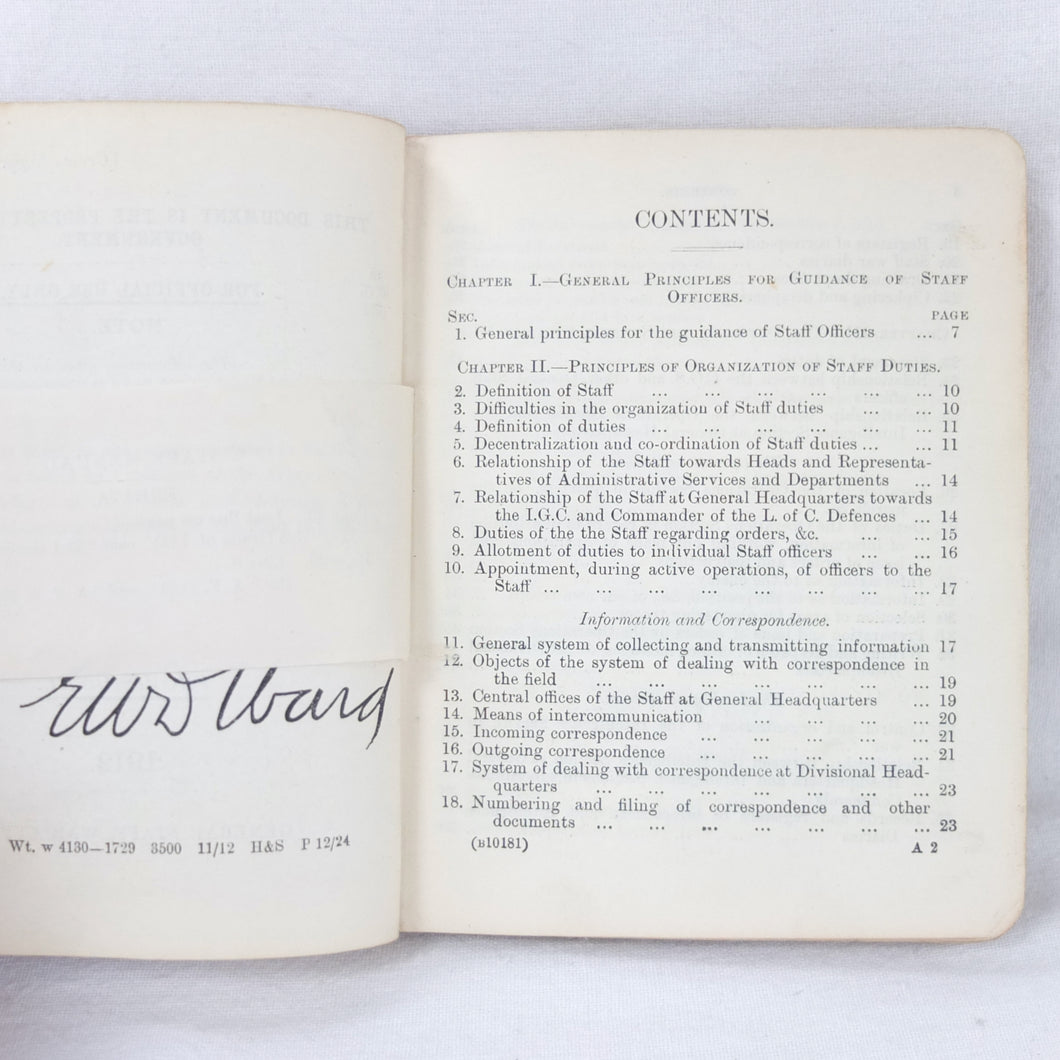 EWD Ward
Wt. w 4130—1729 3500 11/12 H&S P 12/24
CONTENTS.
CHAPTER I.—GENERAL PRINCIPLES FOR GUIDANCE OF STAFF
OFFICERS.
SEC. PAGE
1. General principles for the guidance of Staff Officers ... 7
CHAPTER II.—PRINCIPLES OF ORGANIZATION OF STAFF DUTIES.
2. Definition of Staff ... ... ... ... ... ... 10
3. Difficulties in the organization of Staff duties ... ... 10
4. Definition of duties ... ... ... ... ... ... 11
5. Decentralization and co-ordination of Staff duties ... ... 11
6. Relationship of the Staff towards Heads and Representa-
tives of Administrative Services and Departments ... 14
7. Relationship of the Staff at General Headquarters towards
the I.G.C. and Commander of the L. of C. Defences ... 14
8. Duties of the the Staff regarding orders, &c. ... ... 15
9. Allotment of duties to individual Staff officers ... ... 16
10. Appointment, during active operations, of officers to the
Staff ... ... ... ... ... ... ... ... 17
Information and Correspondence.
11. General system of collecting and transmitting information 17
12. Objects of the system of dealing with correspondence in
the field ... ... ... ... ... ... ... 19
13. Central offices of the Staff at General Headquarters ... 19
14. Means of intercommunication ... ... ... ... 20
15. Incoming correspondence ... ... ... ... ... 21
16. Outgoing correspondence ... ... ... ... ... 21
17. System of dealing with correspondence at Divisional Head-
quarters ... ... ... ... ... ... ... 23
18. Numbering and filing of correspondence and other
documents ... ... ... ... ... ... ... 23
(B10181) A 2